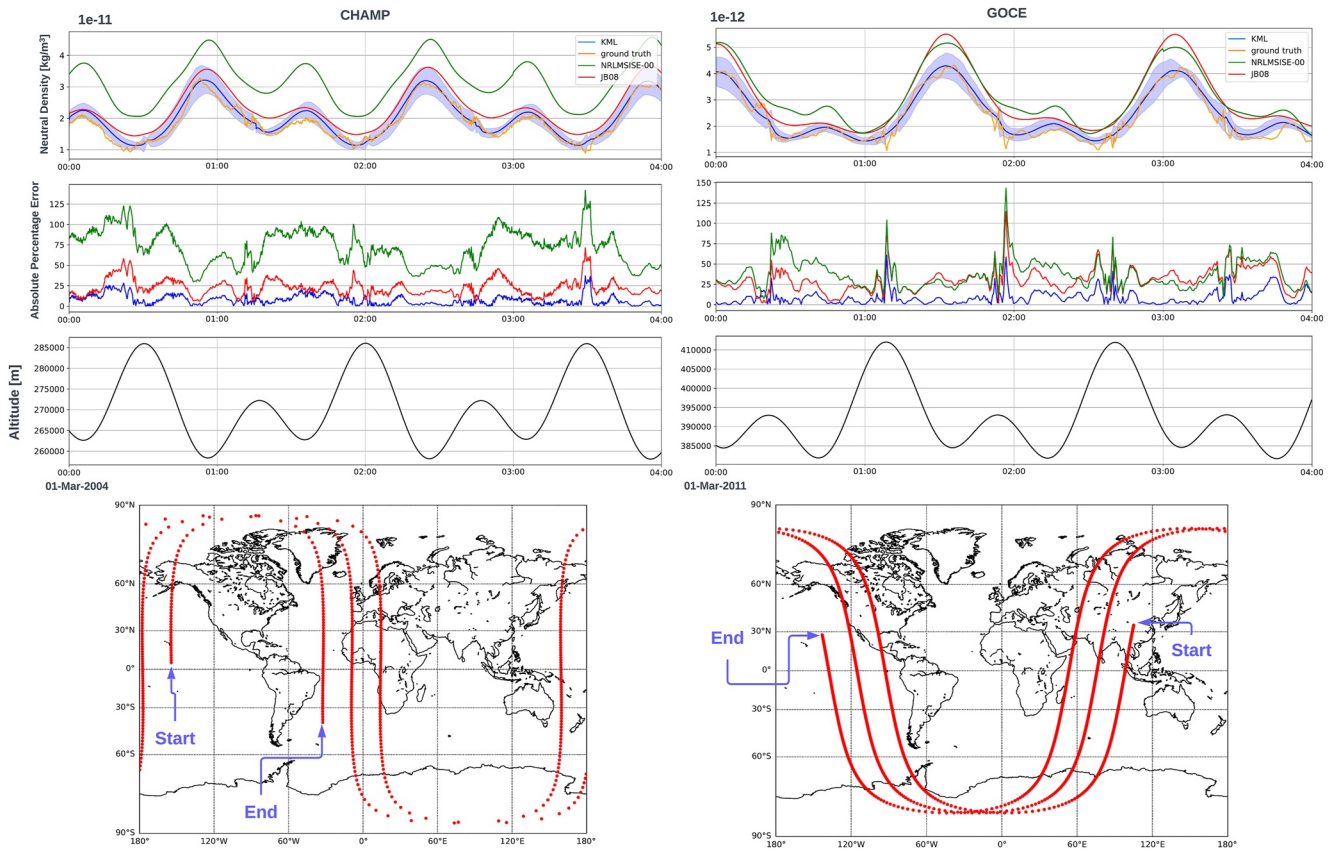 CHAMP
1e-11
Neutral Density [kg/m³]
4
3
2
1
KML
ground truth
NRLMSISE-00
JB08
00:00 01:00 02:00 03:00 04:00
Absolute Percentage Error
125
100
75
50
25
0
00:00 01:00 02:00 03:00 04:00
Altitude [m]
285000
280000
275000
270000
265000
260000
00:00 01:00 02:00 03:00 04:00
01-Mar-2004
90°N
60°N
30°N
0°
30°S
60°S
90°S
180° 120°W 60°W 0° 60°E 120°E 180°
Start
End
GOCE
1e-12
5
4
3
2
1
KML
ground truth
NRLMSISE-00
JB08
00:00 01:00 02:00 03:00 04:00
150
125
100
75
50
25
0
00:00 01:00 02:00 03:00 04:00
410000
405000
400000
395000
390000
385000
00:00 01:00 02:00 03:00 04:00
01-Mar-2011
90°N
60°N
30°N
0°
30°S
60°S
90°S
180° 120°W 60°W 0° 60°E 120°E 180°
End
Start